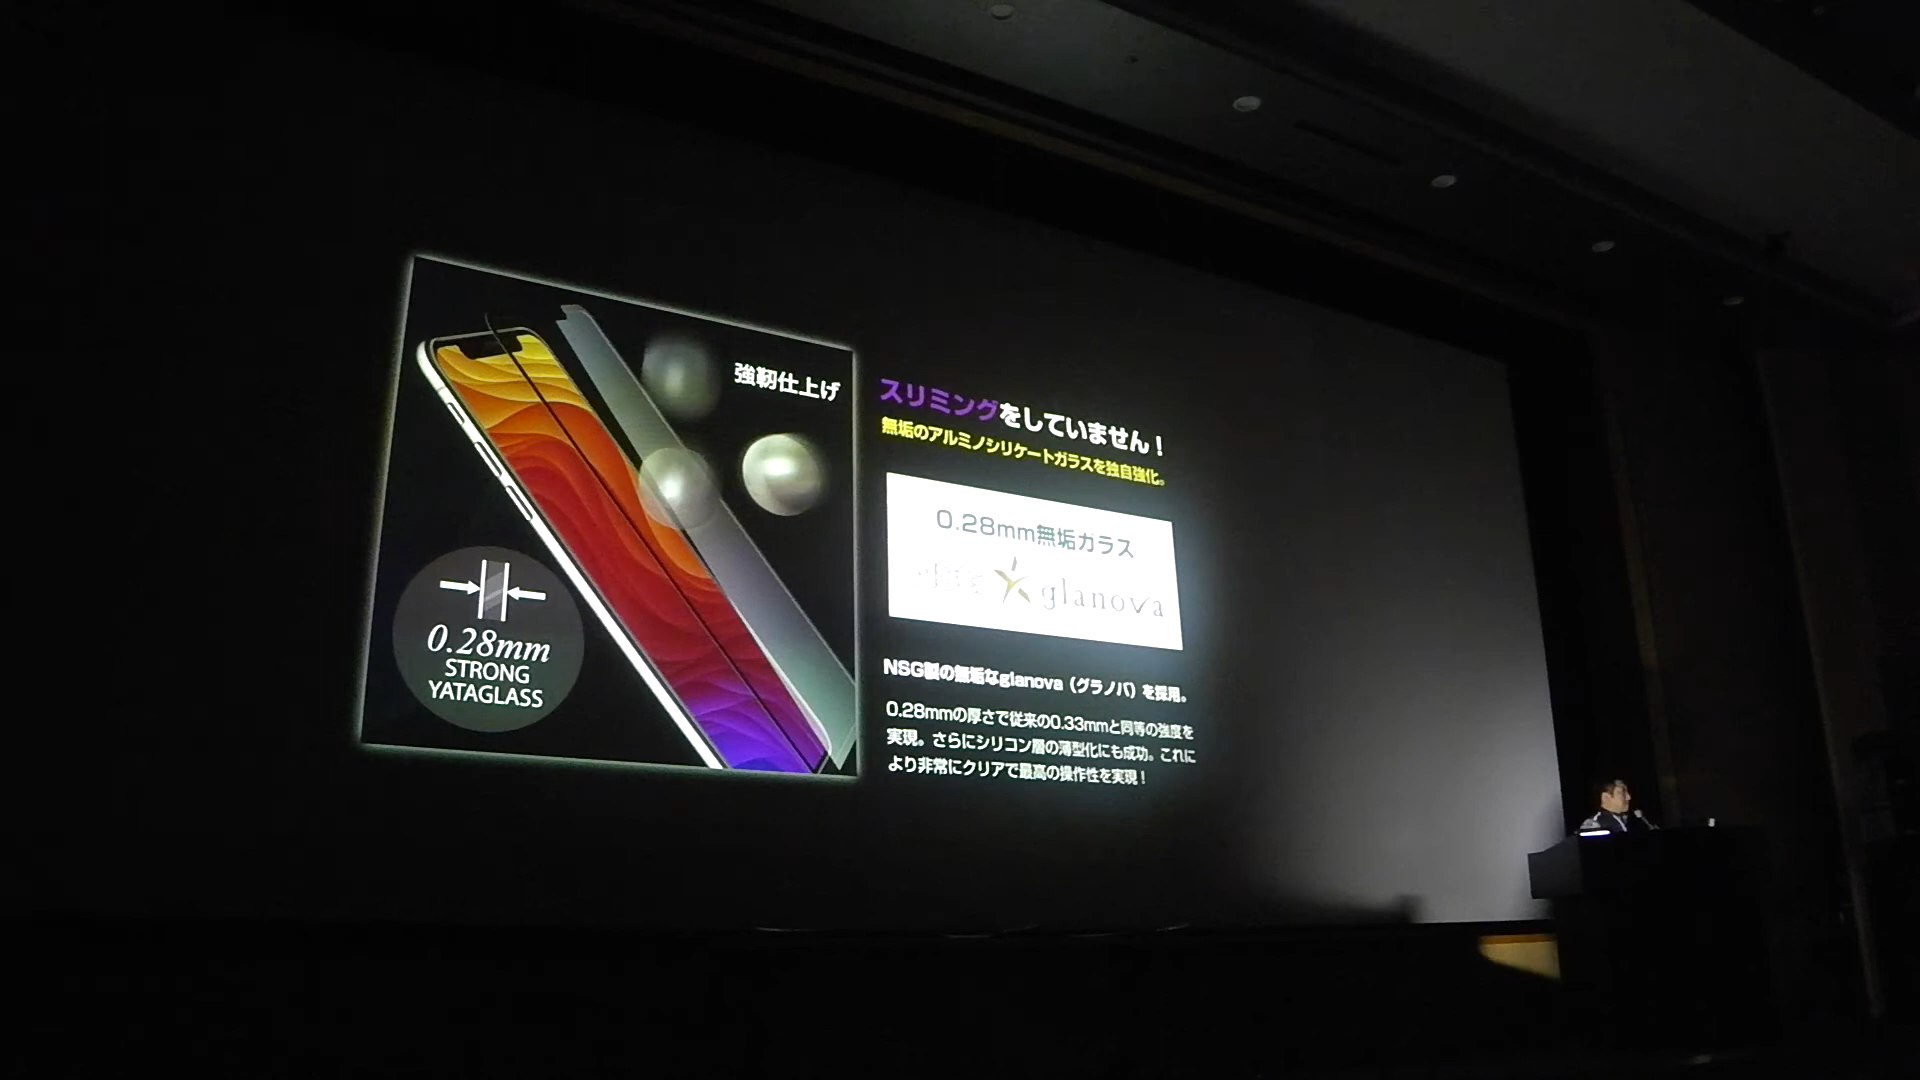 強靭仕上げ
0.28mm
STRONG
YATAGLASS
スリミングをしていません！
無垢のアルミノシリケートガラスを独自強化。
0.28mm無垢ガラス
glanova
NSG製の無垢なglanova（グラノバ）を採用。
0.28mmの厚さで従来の0.33mmと同等の強度を
実現。さらにシリコン層の薄型化にも成功。これに
より非常にクリアで最高の操作性を実現！